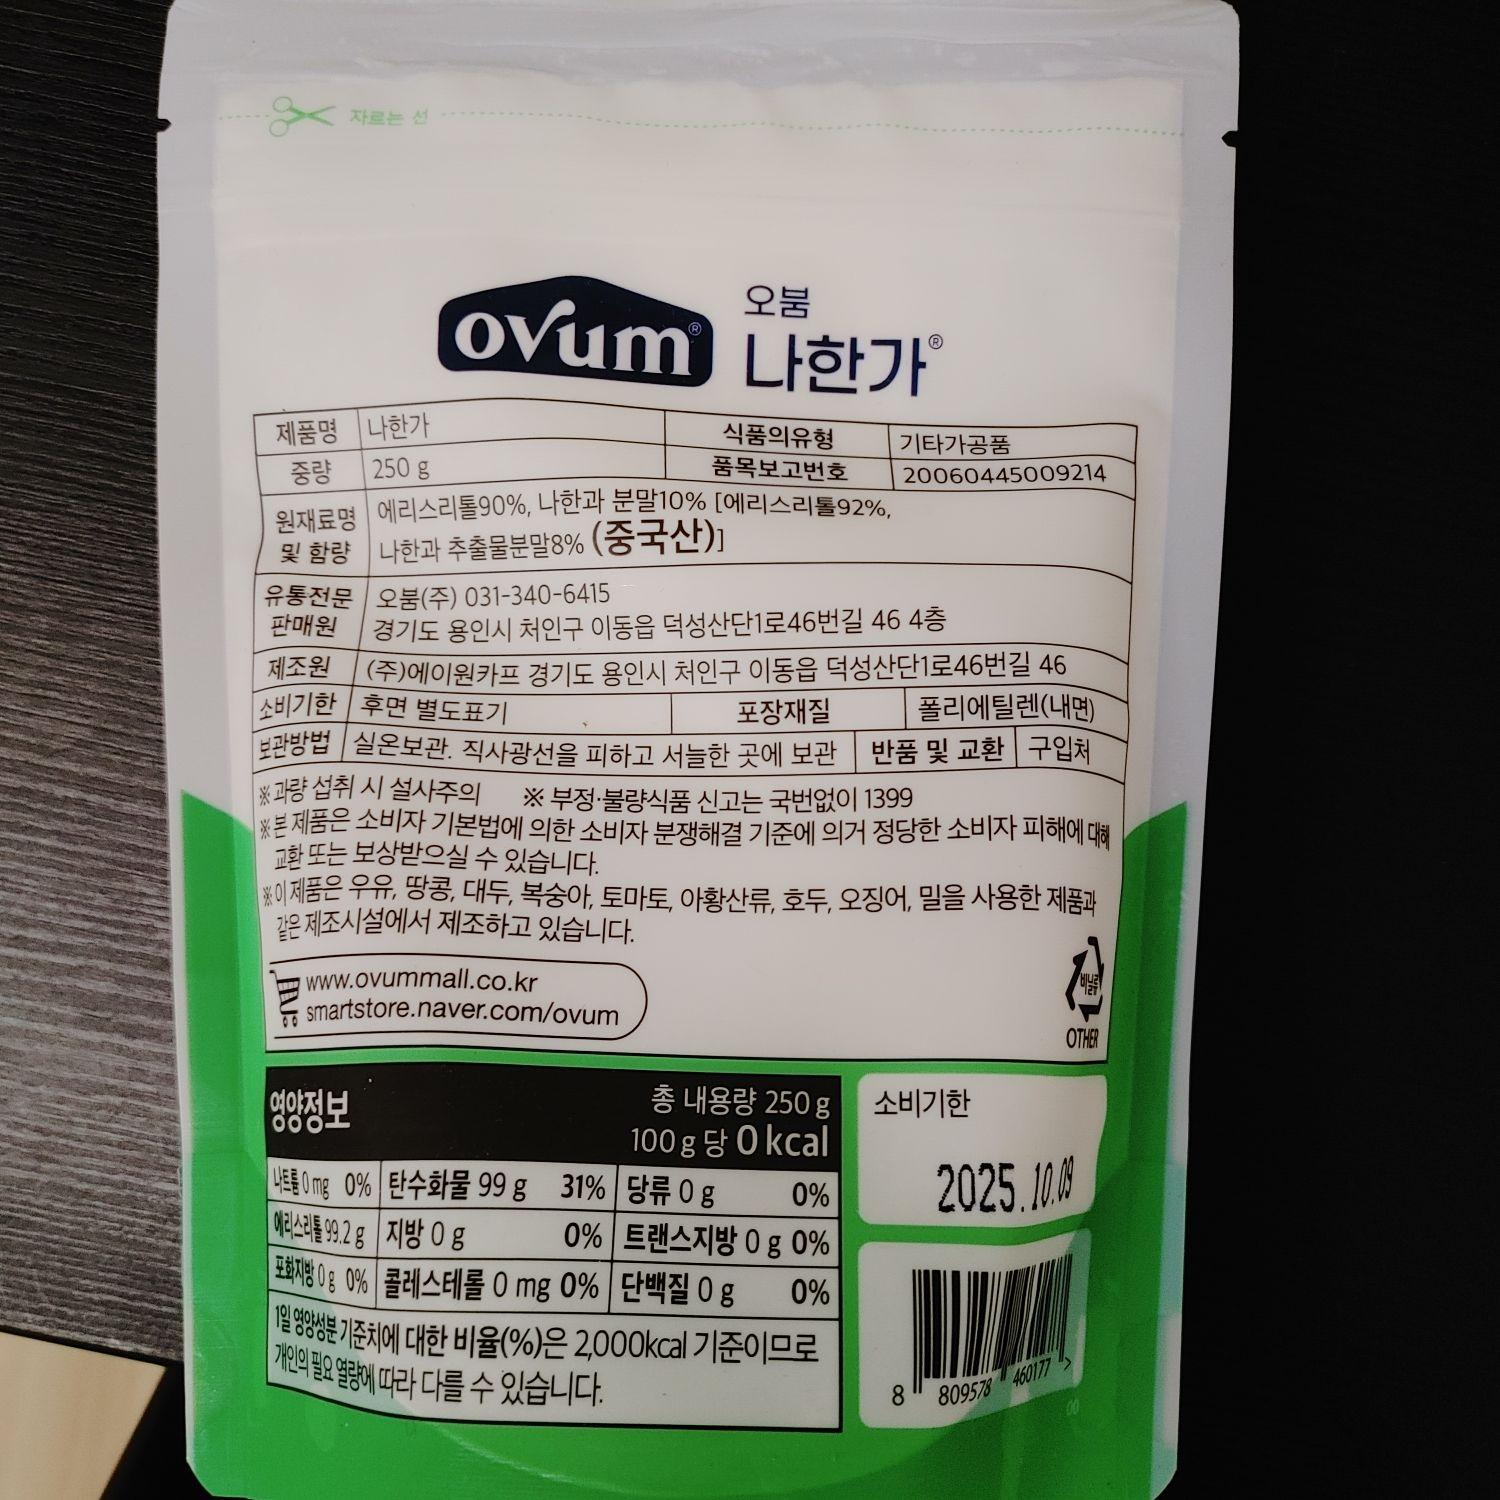 자르는 선
ovum®
오붐
나한가®
제품명 나한가 식품의유형 기타가공품
중량 250 g 품목보고번호 20060445009214
원재료명 및 함량 에리스리톨90%, 나한과 분말10% [에리스리톨92%,
나한과 추출물분말8% (중국산)]
유통전문 판매원 오붐(주) 031-340-6415
경기도 용인시 처인구 이동읍 덕성산단1로46번길 46 4층
제조원 (주)에이원카프 경기도 용인시 처인구 이동읍 덕성산단1로46번길 46
소비기한 후면 별도표기 포장재질 폴리에틸렌(내면)
보관방법 실온보관. 직사광선을 피하고 서늘한 곳에 보관 반품 및 교환 구입처
※ 과량 섭취 시 설사주의 ※ 부정·불량식품 신고는 국번없이 1399
※ 본 제품은 소비자 기본법에 의한 소비자 분쟁해결 기준에 의거 정당한 소비자 피해에 대해
교환 또는 보상받으실 수 있습니다.
※ 이 제품은 우유, 땅콩, 대두, 복숭아, 토마토, 아황산류, 호두, 오징어, 밀을 사용한 제품과
같은 제조시설에서 제조하고 있습니다.
www.ovummall.co.kr
smartstore.naver.com/ovum
비닐류
OTHER
영양정보 총 내용량 250 g
100 g 당 0 kcal
나트륨 0 mg 0% 탄수화물 99 g 31% 당류 0 g 0%
에리스리톨 99.2 g 지방 0 g 0% 트랜스지방 0 g 0%
포화지방 0 g 0% 콜레스테롤 0 mg 0% 단백질 0 g 0%
1일 영양성분 기준치에 대한 비율(%)은 2,000kcal 기준이므로
개인의 필요 열량에 따라 다를 수 있습니다.
소비기한
2025.10.09
8 809578 460177 >
00